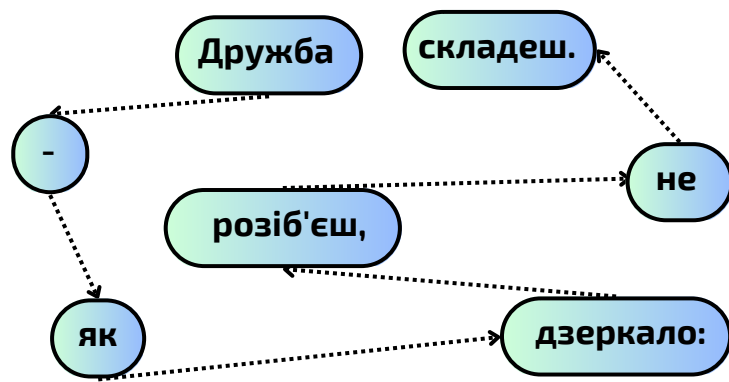 Дружба
-
як
дзеркало:
розіб'єш,
не
складеш.